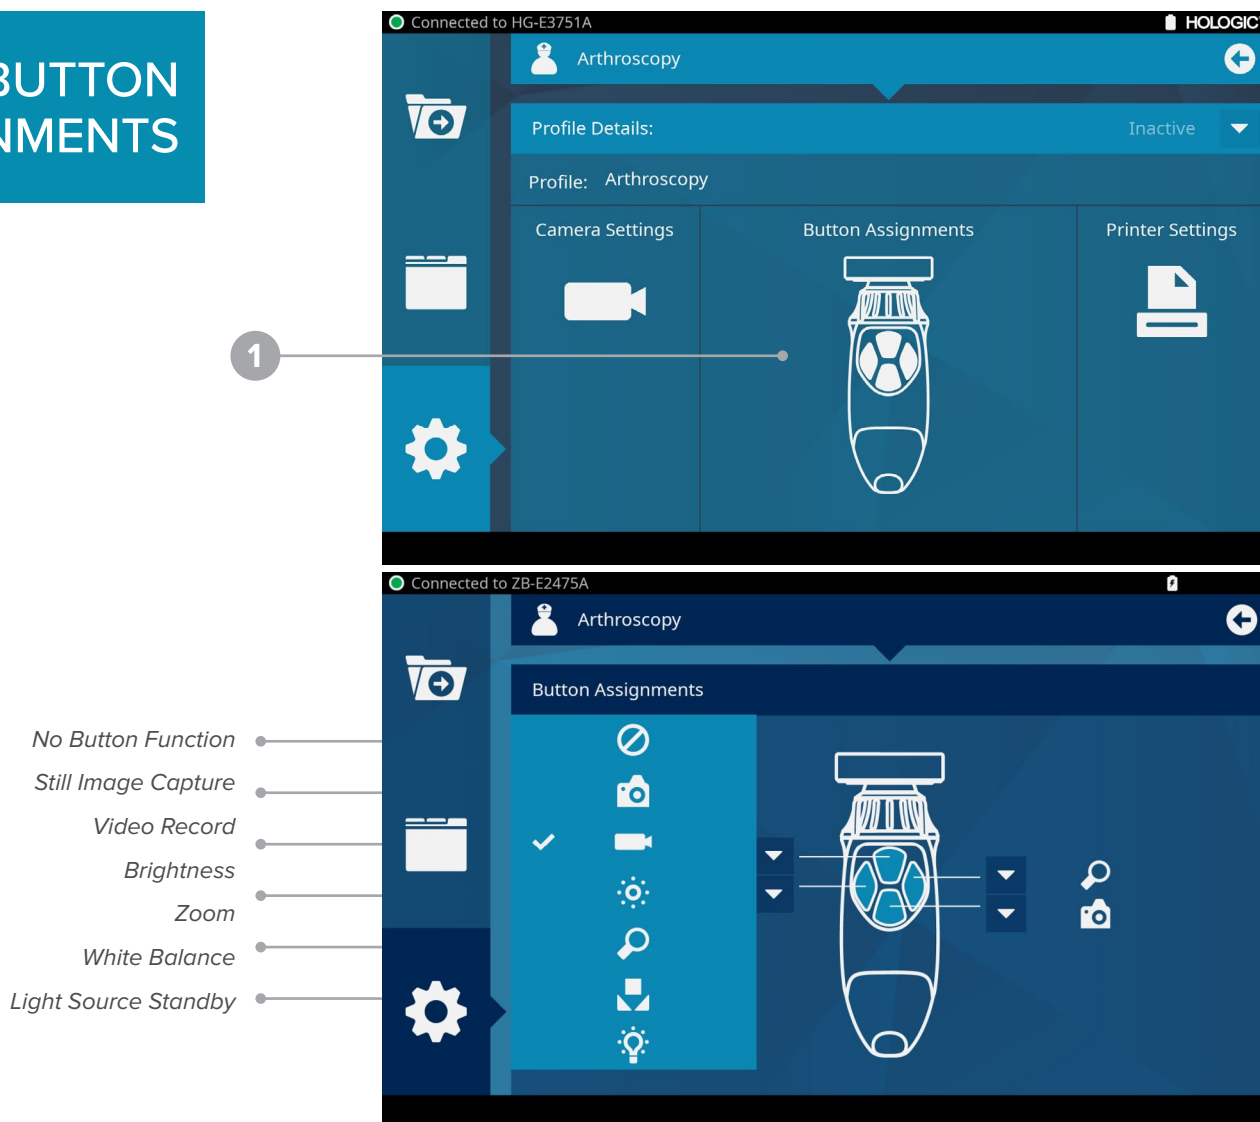 BUTTON
NMENTS
Connected to HG-E3751A
HOLOGIC
Arthroscopy
Profile Details:
Inactive
Profile: Arthroscopy
Camera Settings
Button Assignments
Printer Settings
1
Connected to ZB-E2475A
Arthroscopy
Button Assignments
No Button Function
Still Image Capture
Video Record
Brightness
Zoom
White Balance
Light Source Standby